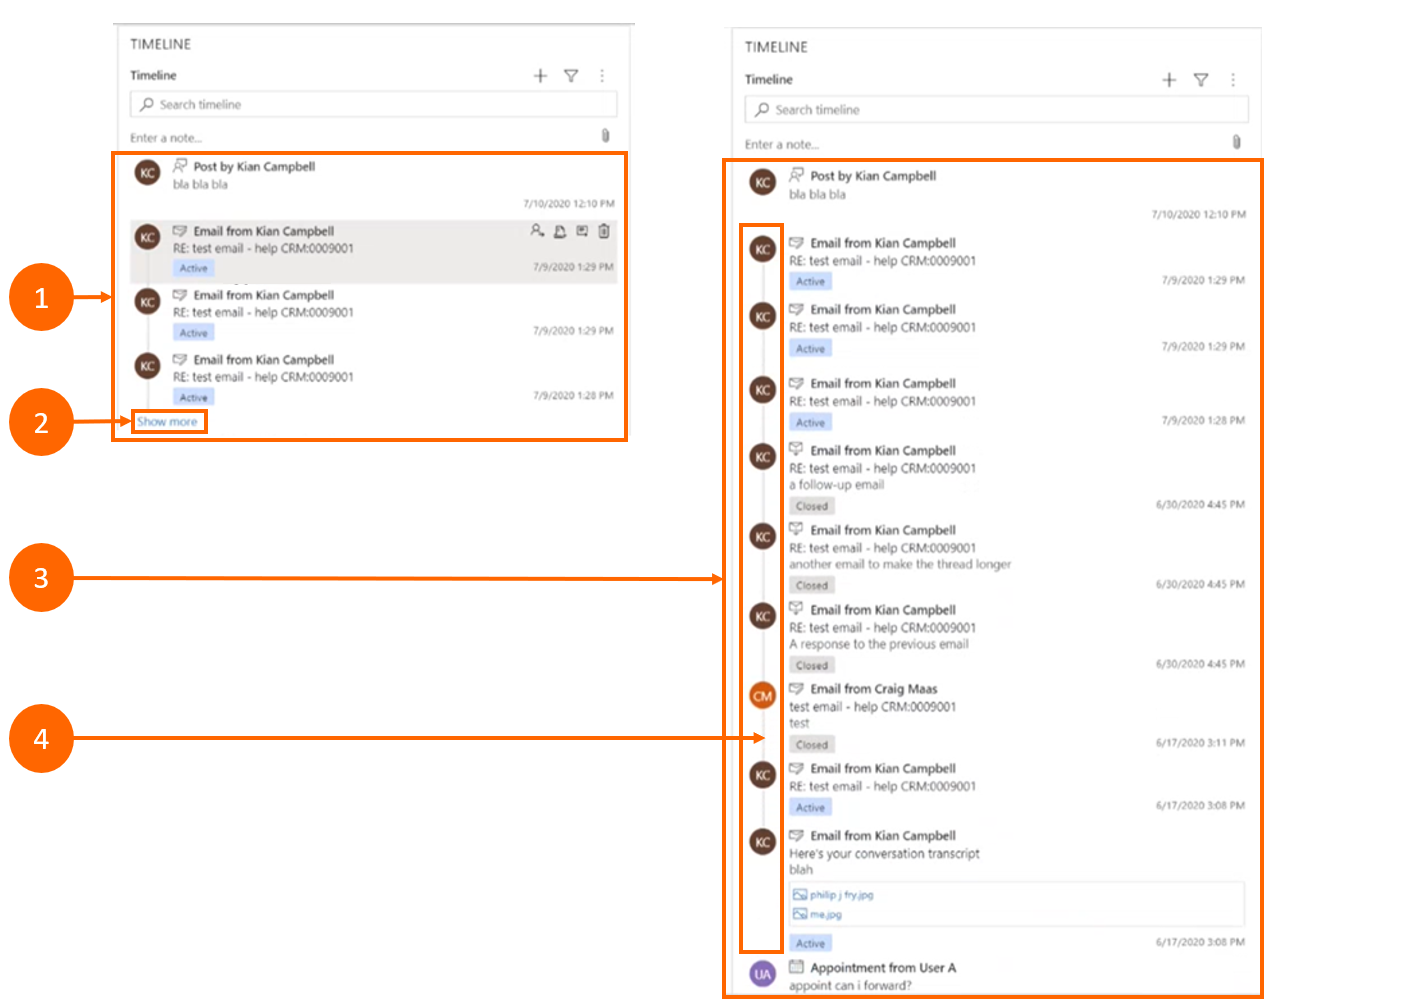 TIMELINE
Timeline
Search timeline
Enter a note...
KC Post by Kian Campbell
bla bla bla
7/10/2020 12:10 PM
KC Email from Kian Campbell
RE: test email - help CRM:0009001
Active 7/9/2020 1:29 PM
KC Email from Kian Campbell
RE: test email - help CRM:0009001
Active 7/9/2020 1:29 PM
KC Email from Kian Campbell
RE: test email - help CRM:0009001
Active 7/9/2020 1:28 PM
Show more
1
2
3
4
TIMELINE
Timeline
Search timeline
Enter a note...
KC Post by Kian Campbell
bla bla bla
7/10/2020 12:10 PM
KC Email from Kian Campbell
RE: test email - help CRM:0009001
Active 7/9/2020 1:29 PM
KC Email from Kian Campbell
RE: test email - help CRM:0009001
Active 7/9/2020 1:29 PM
KC Email from Kian Campbell
RE: test email - help CRM:0009001
Active 7/9/2020 1:28 PM
KC Email from Kian Campbell
RE: test email - help CRM:0009001
a follow-up email
Closed 6/30/2020 4:45 PM
KC Email from Kian Campbell
RE: test email - help CRM:0009001
another email to make the thread longer
Closed 6/30/2020 4:45 PM
KC Email from Kian Campbell
RE: test email - help CRM:0009001
A response to the previous email
Closed 6/30/2020 4:45 PM
CM Email from Craig Maas
test email - help CRM:0009001
test
Closed 6/17/2020 3:11 PM
KC Email from Kian Campbell
RE: test email - help CRM:0009001
Active 6/17/2020 3:08 PM
KC Email from Kian Campbell
Here's your conversation transcript
blah
philip j fry.jpg
me.jpg
Active 6/17/2020 3:08 PM
UA Appointment from User A
appoint can i forward?